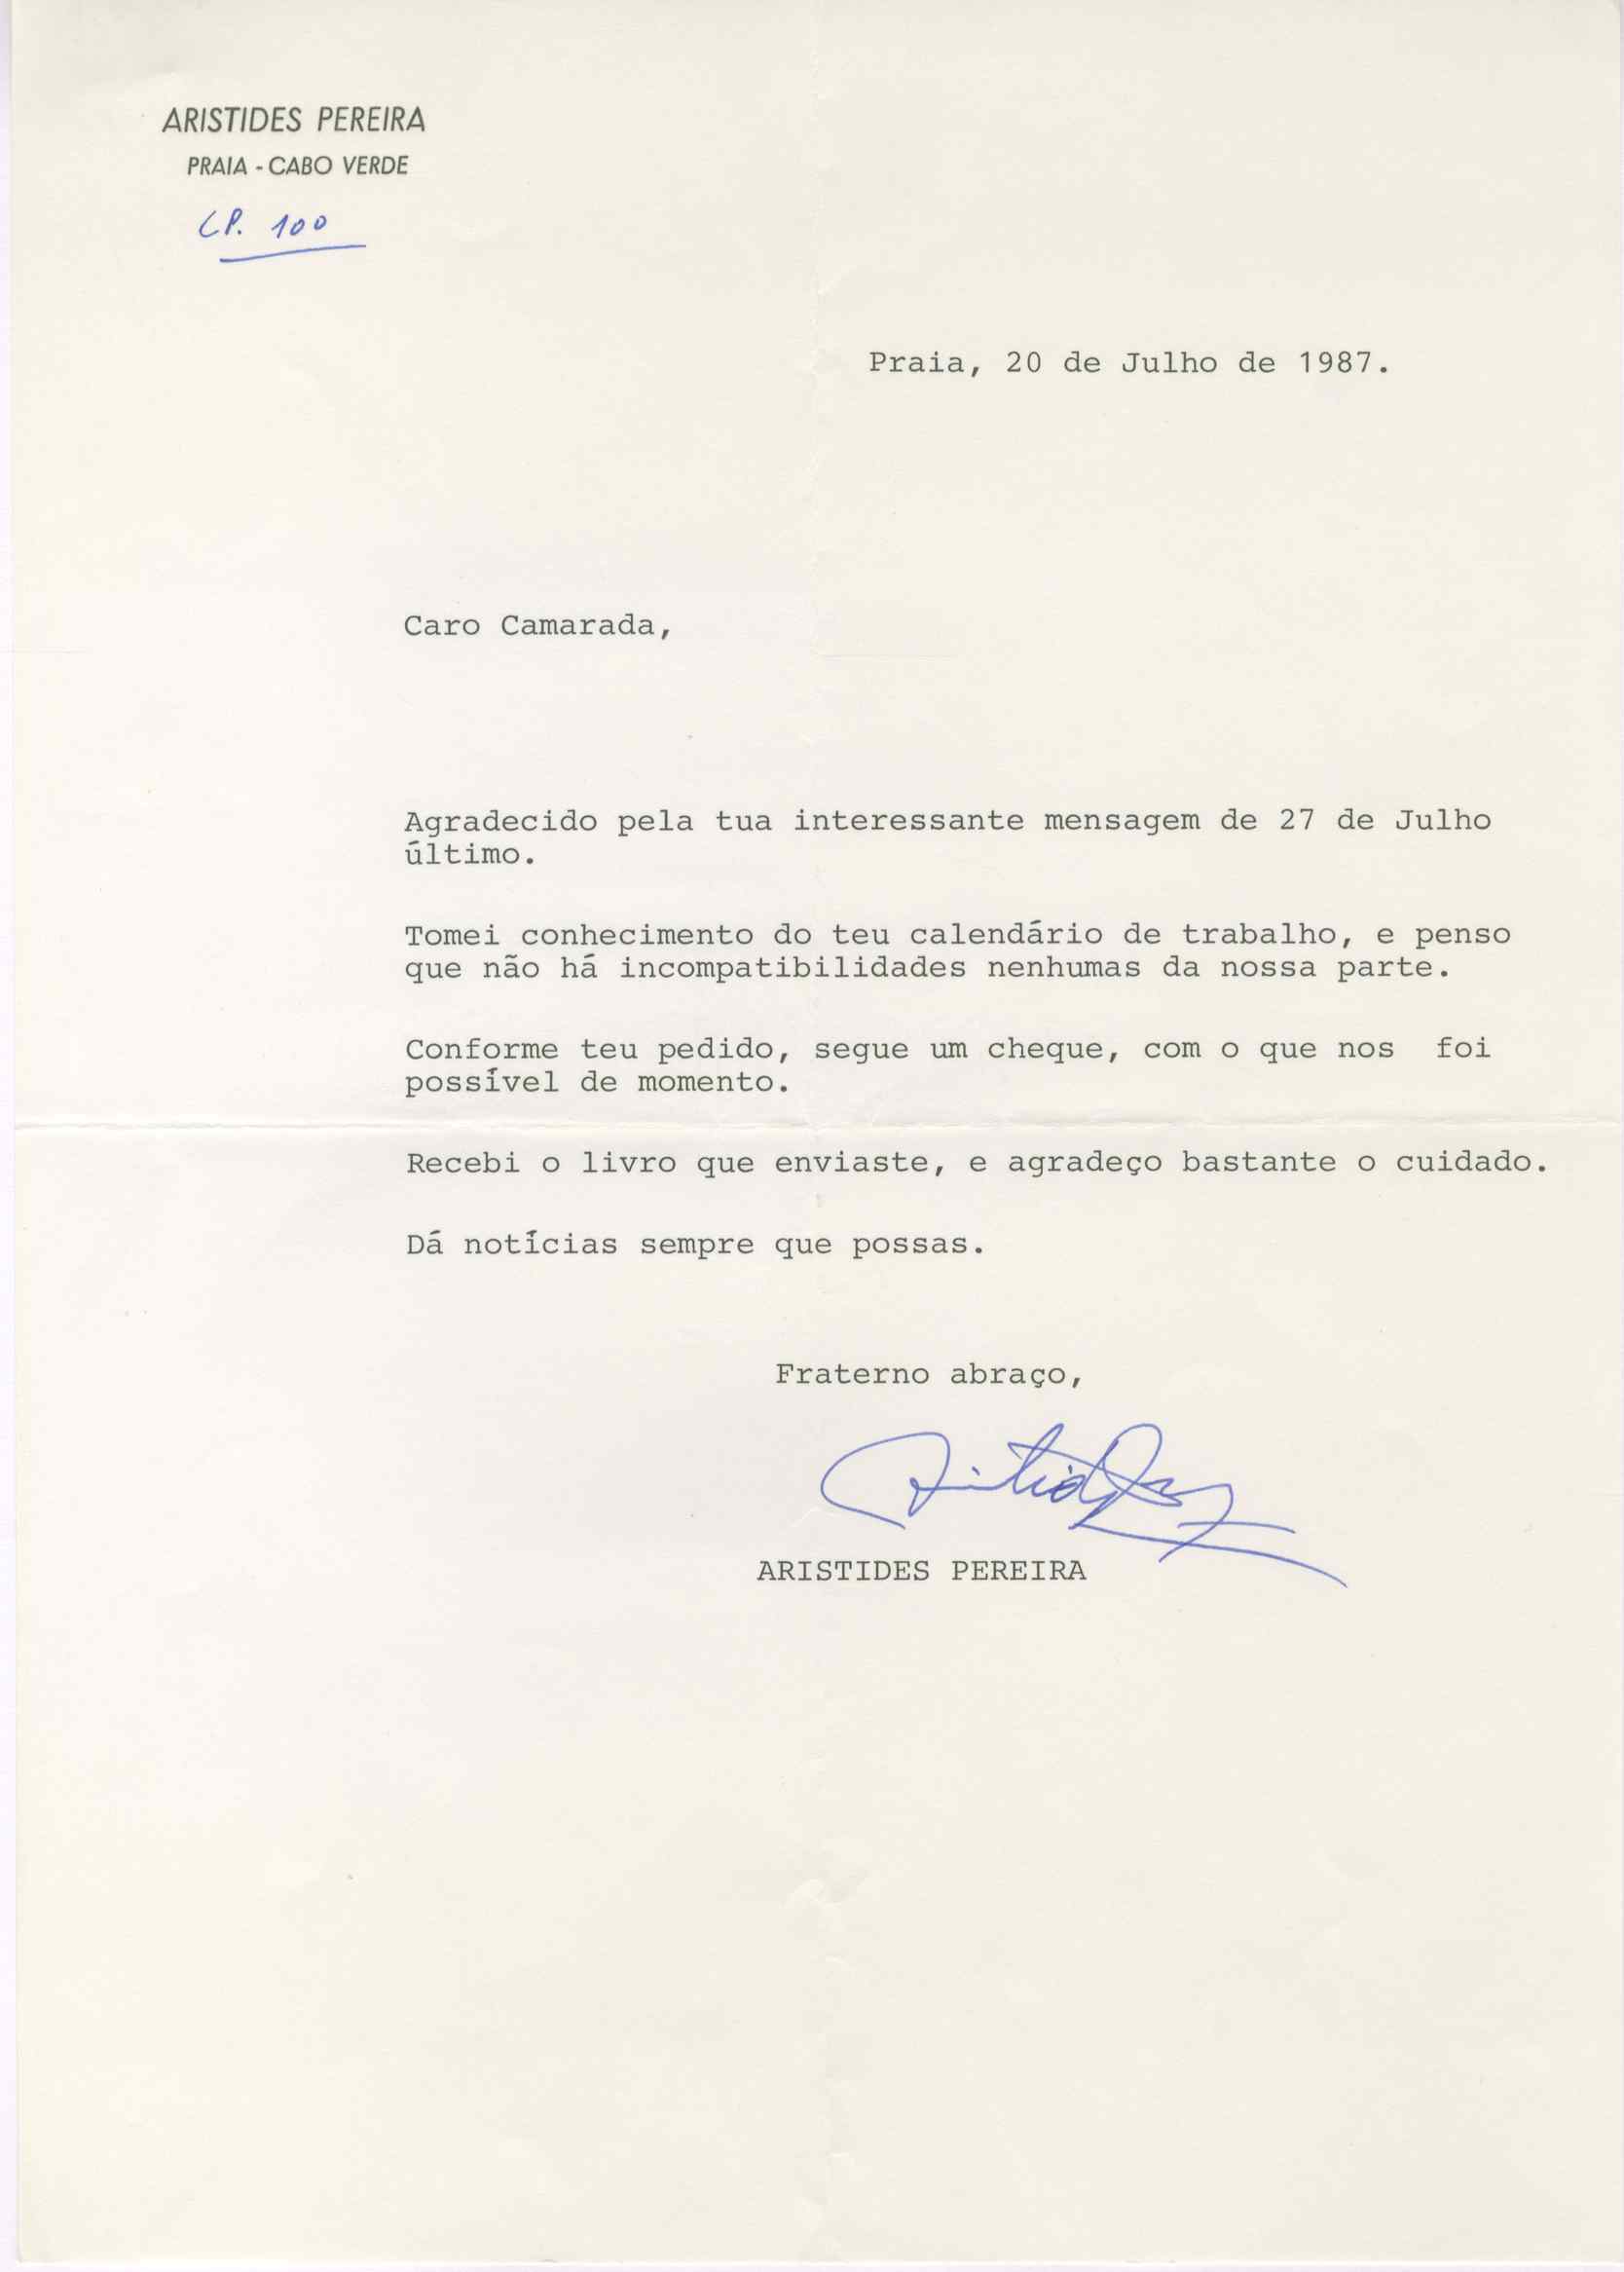 ARISTIDES PEREIRA
PRAIA - CABO VERDE
CP. 100
Praia, 20 de Julho de 1987.
Caro Camarada,
Agradecido pela tua interessante mensagem de 27 de Julho
último.
Tomei conhecimento do teu calendário de trabalho, e penso
que não há incompatibilidades nenhumas da nossa parte.
Conforme teu pedido, segue um cheque, com o que nos foi
possível de momento.
Recebi o livro que enviaste, e agradeço bastante o cuidado.
Dá notícias sempre que possas.
Fraterno abraço,
ARISTIDES PEREIRA